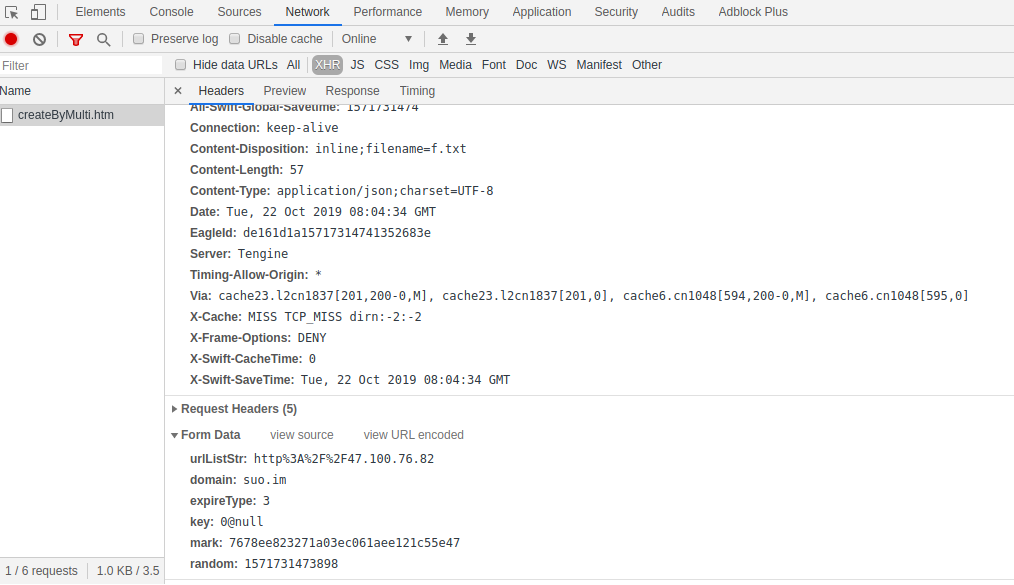 Elements Console Sources Network Performance Memory Application Security Audits Adblock Plus
Preserve log Disable cache Online ▼
Filter Hide data URLs All XHR JS CSS Img Media Font Doc WS Manifest Other
Name × Headers Preview Response Timing
createByMulti.htm
Ali-Swift-Global-Savetime: 1571731474
Connection: keep-alive
Content-Disposition: inline;filename=f.txt
Content-Length: 57
Content-Type: application/json;charset=UTF-8
Date: Tue, 22 Oct 2019 08:04:34 GMT
EagleId: de161d1a15717314741352683e
Server: Tengine
Timing-Allow-Origin: *
Via: cache23.l2cn1837[201,200-0,M], cache23.l2cn1837[201,0], cache6.cn1048[594,200-0,M], cache6.cn1048[595,0]
X-Cache: MISS TCP_MISS dirn:-2:-2
X-Frame-Options: DENY
X-Swift-CacheTime: 0
X-Swift-SaveTime: Tue, 22 Oct 2019 08:04:34 GMT
Request Headers (5)
Form Data view source view URL encoded
urlListStr: http%3A%2F%2F47.100.76.82
domain: suo.im
expireType: 3
key: 0@null
mark: 7678ee823271a03ec061aee121c55e47
random: 1571731473898
1 / 6 requests 1.0 KB / 3.5